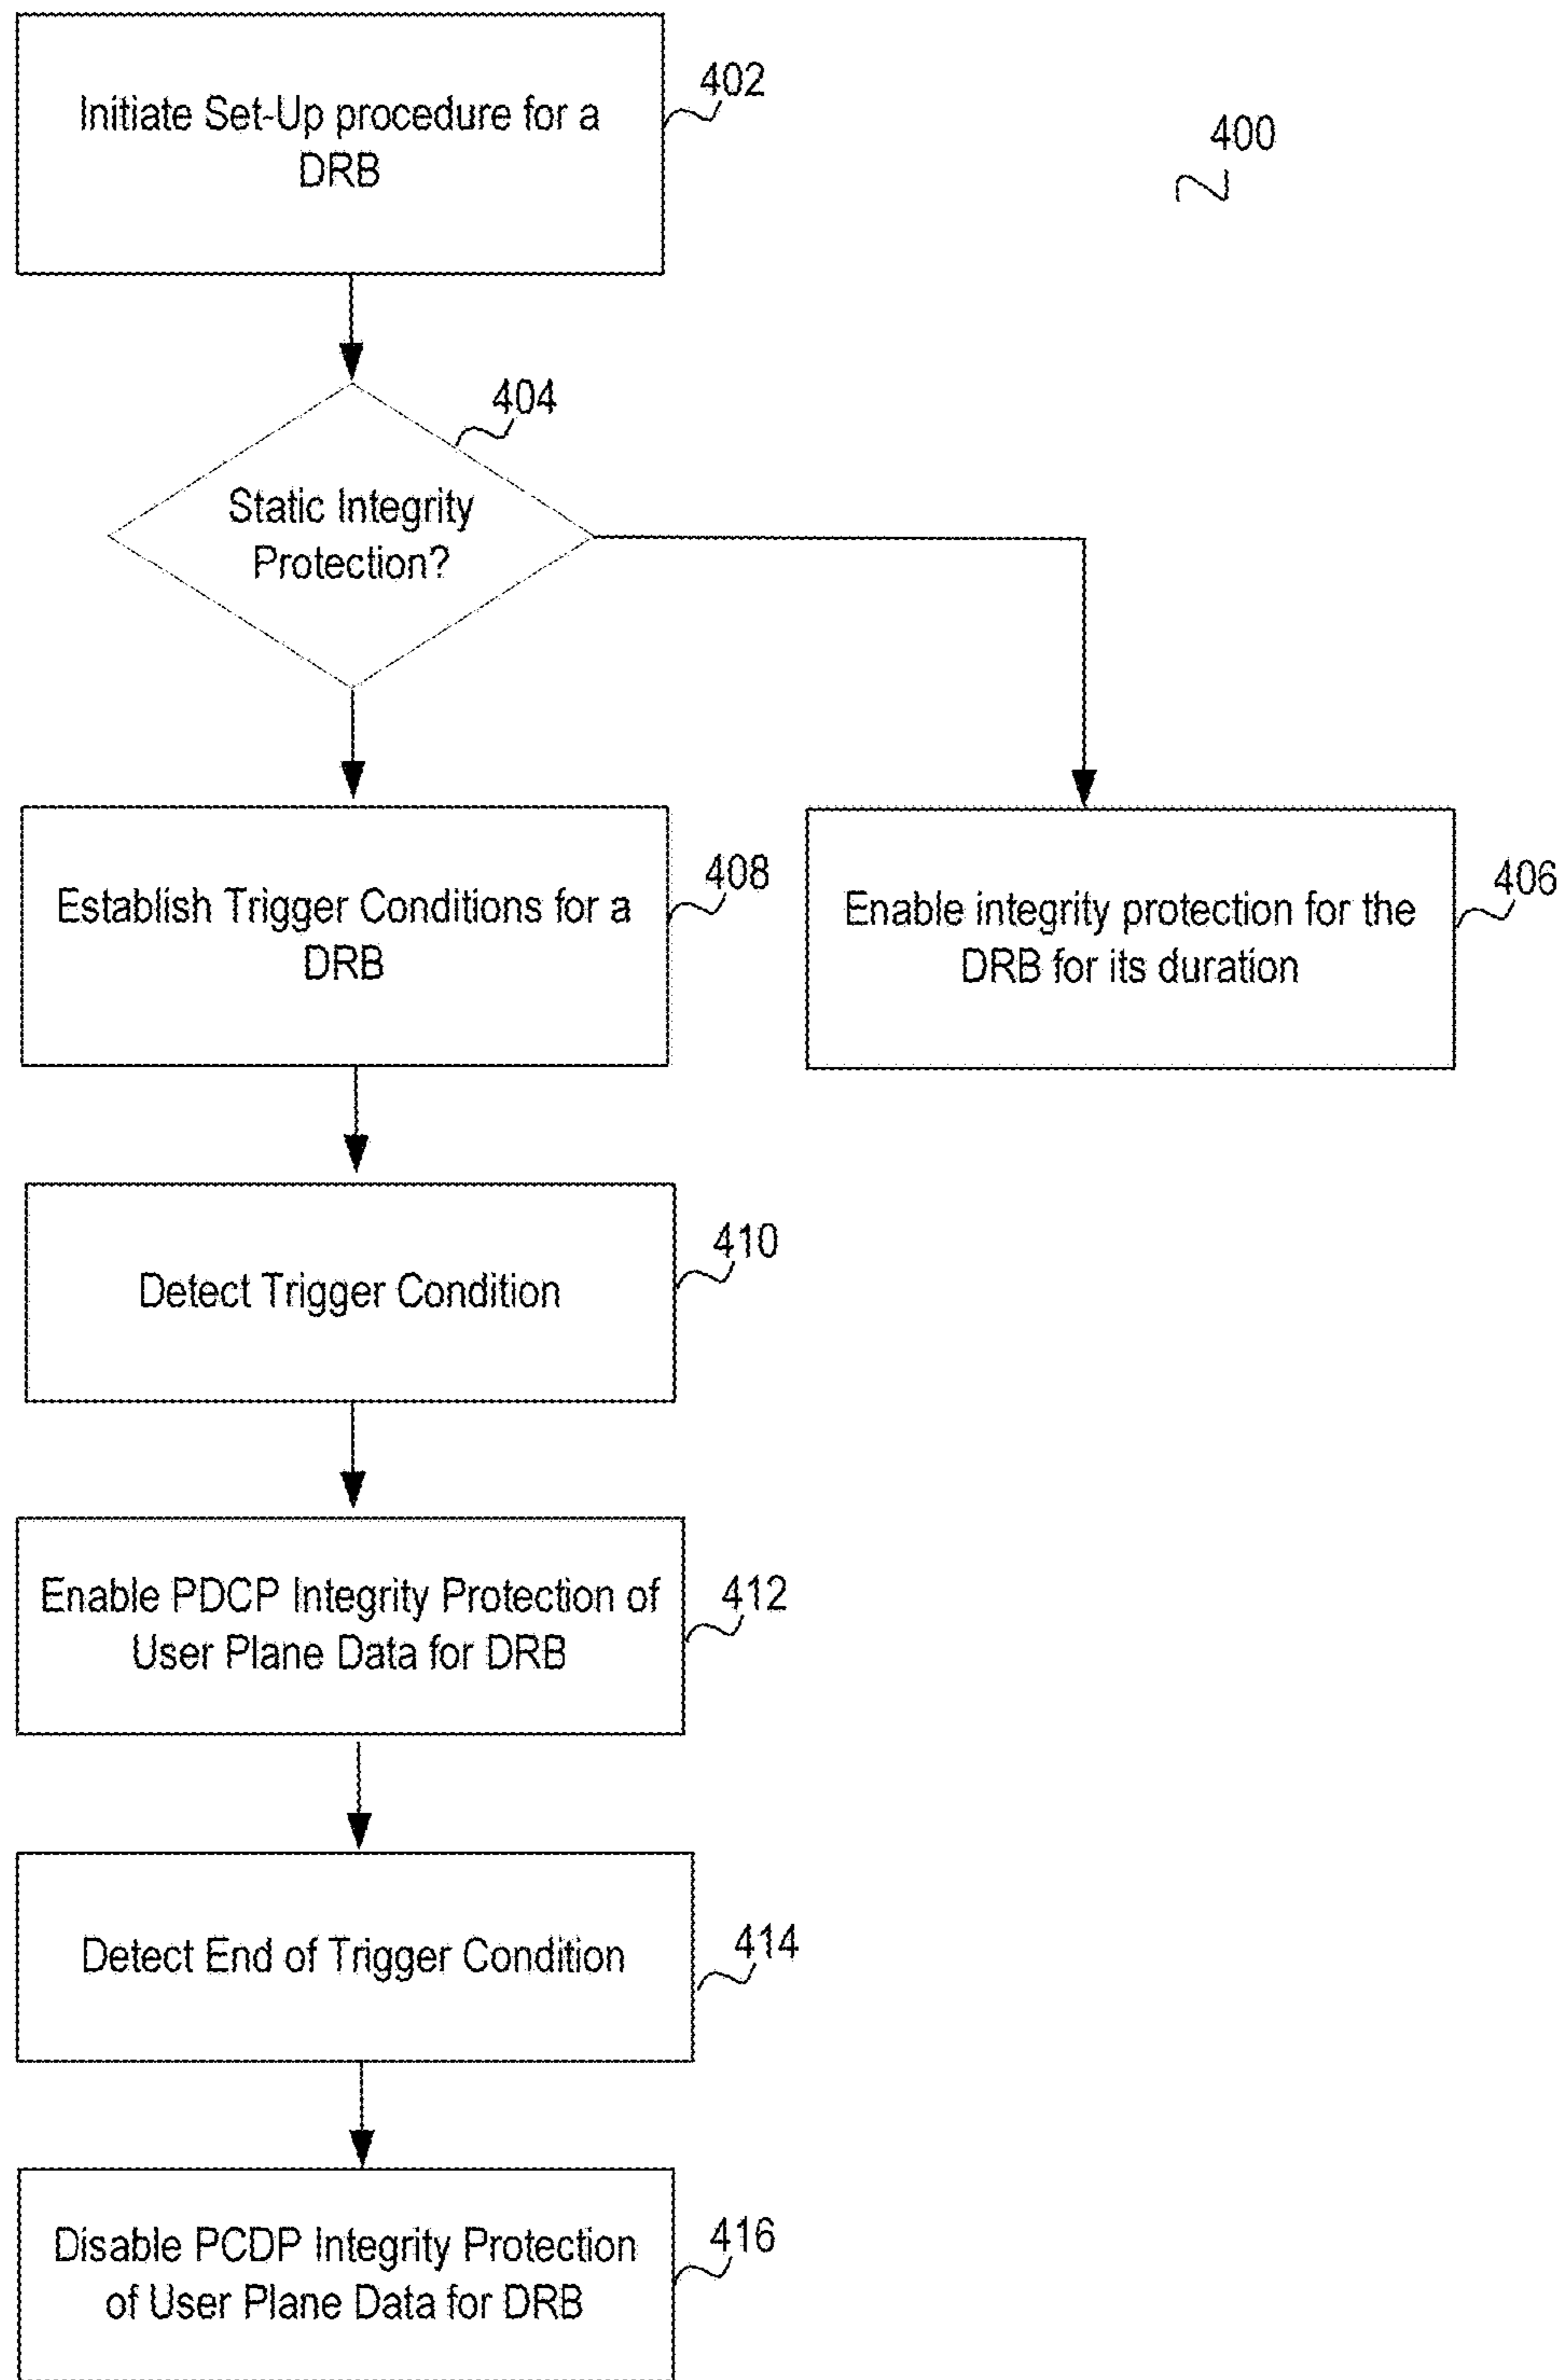 Initiate Set-Up procedure for a
DRB
402
400
404
Static Integrity
Protection?
Establish Trigger Conditions for a
DRB
408
Enable integrity protection for the
DRB for its duration
406
Detect Trigger Condition
410
Enable PDCP Integrity Protection of
User Plane Data for DRB
412
Detect End of Trigger Condition
414
Disable PCDP Integrity Protection
of User Plane Data for DRB
416